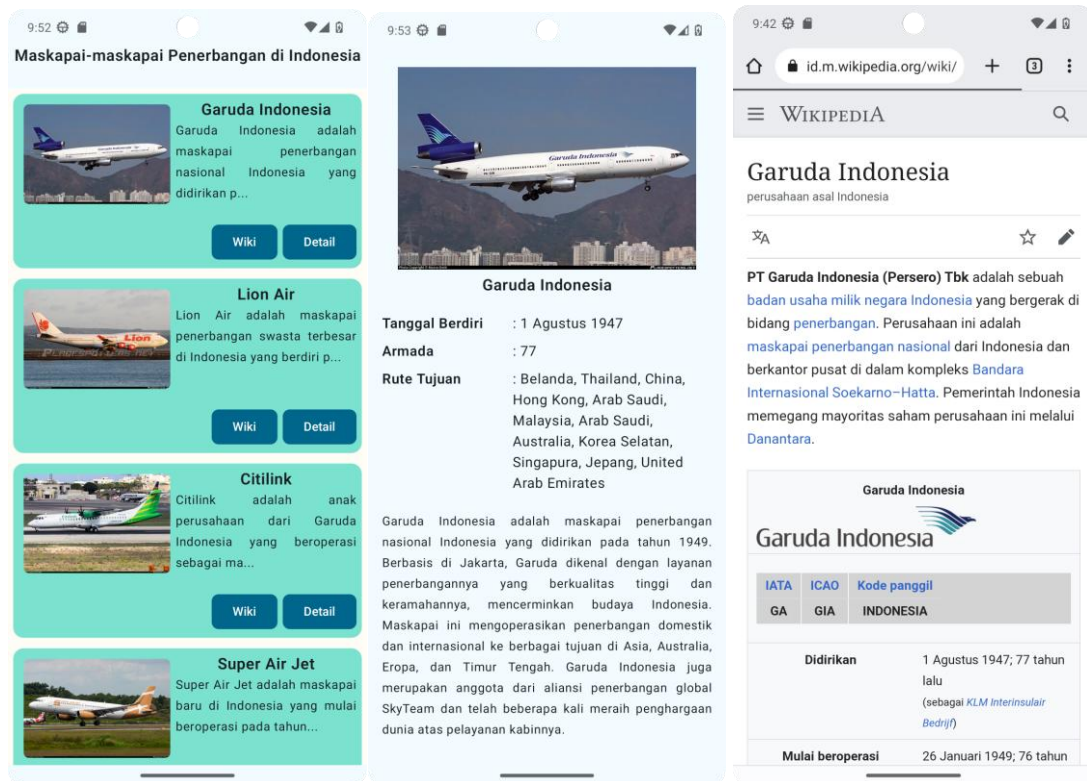 9:52
Maskapai-maskapai Penerbangan di Indonesia
Garuda Indonesia
Garuda Indonesia adalah
maskapai penerbangan
nasional Indonesia yang
didirikan p...
Wiki Detail
Lion Air
Lion Air adalah maskapai
penerbangan swasta terbesar
di Indonesia yang berdiri p...
Lion
Wiki Detail
Citilink
Citilink adalah anak
perusahaan dari Garuda
Indonesia yang beroperasi
sebagai ma...
Wiki Detail
Super Air Jet
Super Air Jet adalah maskapai
baru di Indonesia yang mulai
beroperasi pada tahun...
9:53
Garuda Indonesia
Garuda Indonesia
Tanggal Berdiri : 1 Agustus 1947
Armada : 77
Rute Tujuan : Belanda, Thailand, China,
Hong Kong, Arab Saudi,
Malaysia, Arab Saudi,
Australia, Korea Selatan,
Singapura, Jepang, United
Arab Emirates
Garuda Indonesia adalah maskapai penerbangan
nasional Indonesia yang didirikan pada tahun 1949.
Berbasis di Jakarta, Garuda dikenal dengan layanan
penerbangannya yang berkualitas tinggi dan
keramahannya, mencerminkan budaya Indonesia.
Maskapai ini mengoperasikan penerbangan domestik
dan internasional ke berbagai tujuan di Asia, Australia,
Eropa, dan Timur Tengah. Garuda Indonesia juga
merupakan anggota dari aliansi penerbangan global
SkyTeam dan telah beberapa kali meraih penghargaan
dunia atas pelayanan kabinnya.
9:42
id.m.wikipedia.org/wiki/ 3
WIKIPEDIA
Garuda Indonesia
perusahaan asal Indonesia
PT Garuda Indonesia (Persero) Tbk adalah sebuah
badan usaha milik negara Indonesia yang bergerak di
bidang penerbangan. Perusahaan ini adalah
maskapai penerbangan nasional dari Indonesia dan
berkantor pusat di dalam kompleks Bandara
Internasional Soekarno–Hatta. Pemerintah Indonesia
memegang mayoritas saham perusahaan ini melalui
Danantara.
Garuda Indonesia
Garuda Indonesia
IATA ICAO Kode panggil
GA GIA INDONESIA
Didirikan 1 Agustus 1947; 77 tahun
lalu
(sebagai KLM Interinsulair
Bedrijf)
Mulai beroperasi 26 Januari 1949; 76 tahun